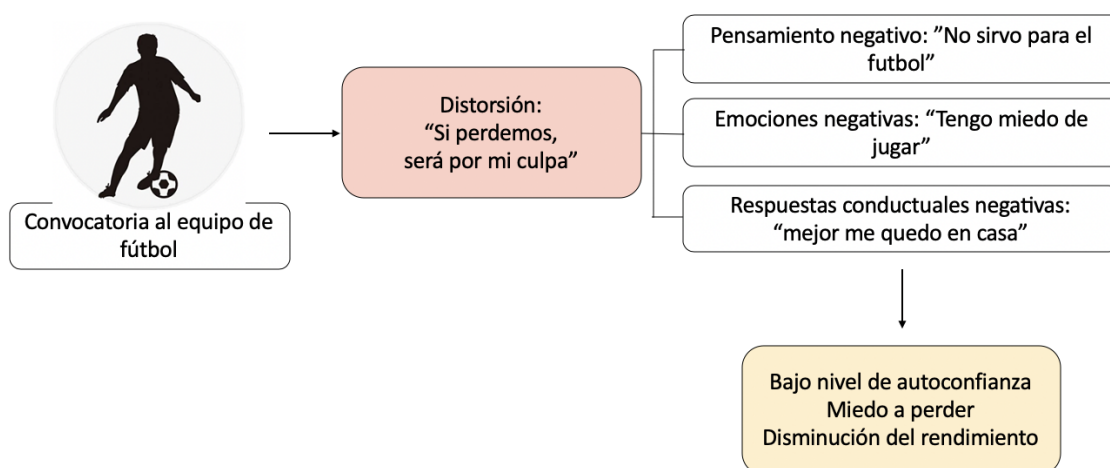 Convocatoria al equipo de
fútbol
Distorsión:
“Si perdemos,
será por mi culpa”
Pensamiento negativo: ”No sirvo para el
futbol”
Emociones negativas: “Tengo miedo de
jugar”
Respuestas conductuales negativas:
“mejor me quedo en casa”
Bajo nivel de autoconfianza
Miedo a perder
Disminución del rendimiento